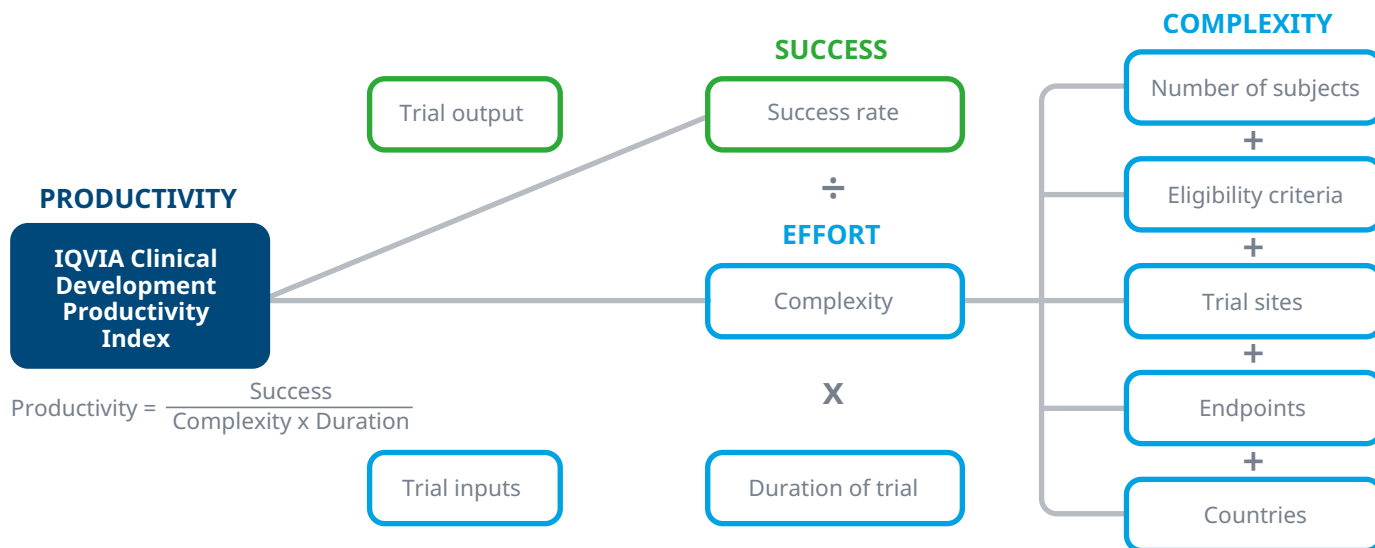 COMPLEXITY
SUCCESS
Number of subjects
Trial output
Success rate
+
÷
PRODUCTIVITY
Eligibility criteria
EFFORT
+
IQVIA Clinical
Development
Productivity
Index
Complexity
Trial sites
+
Productivity = Success
Complexity x Duration
x
Endpoints
+
Trial inputs
Duration of trial
Countries